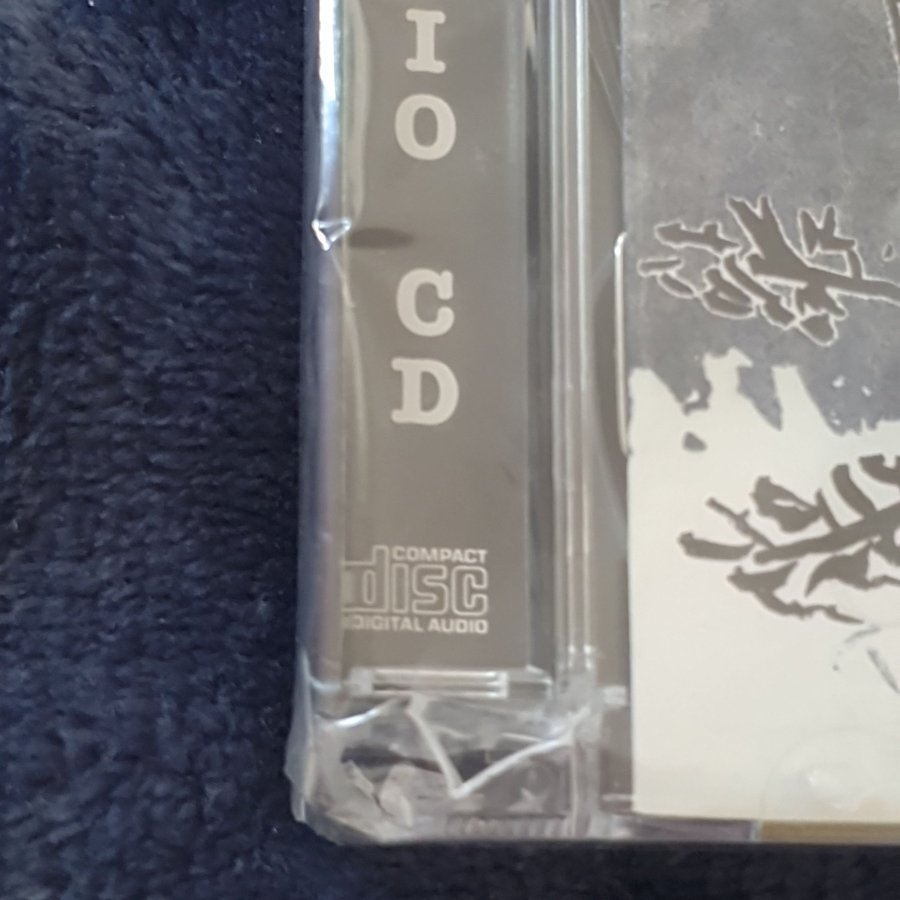 IO
CD
COMPACT
disc
DIGITAL AUDIO